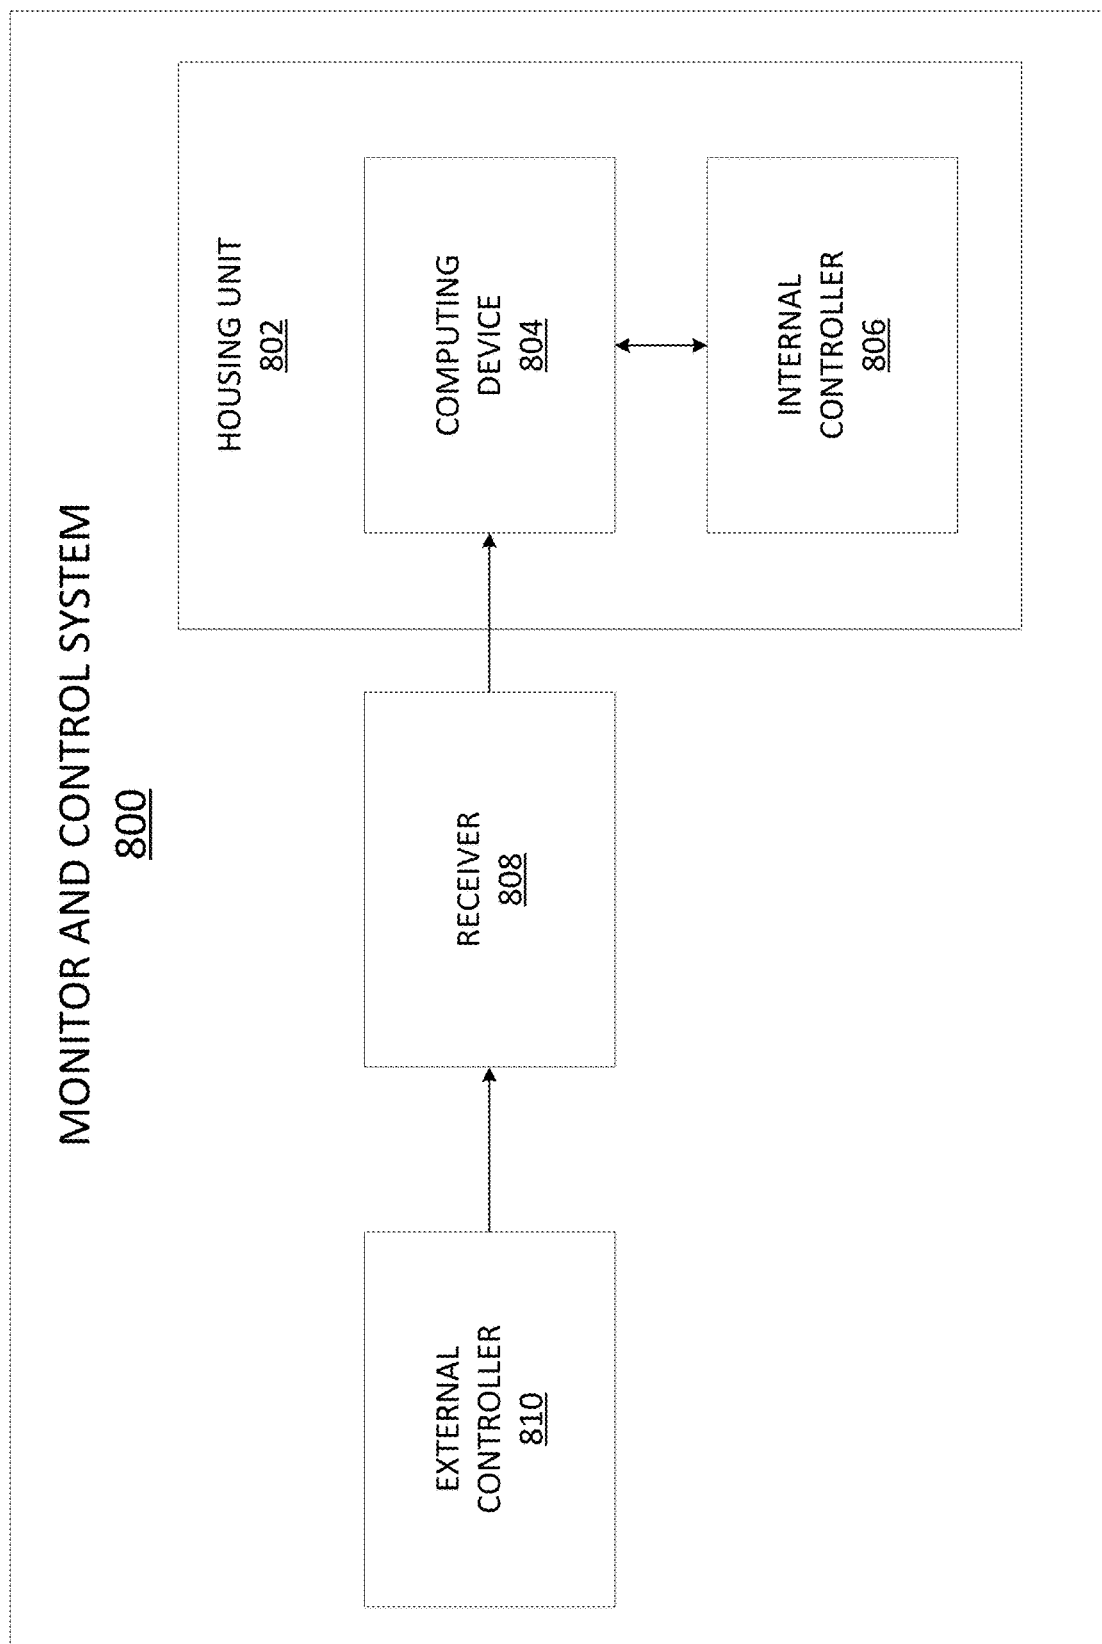 MONITOR AND CONTROL SYSTEM
800
EXTERNAL
CONTROLLER
810
RECEIVER
808
HOUSING UNIT
802
COMPUTING
DEVICE
804
INTERNAL
CONTROLLER
806